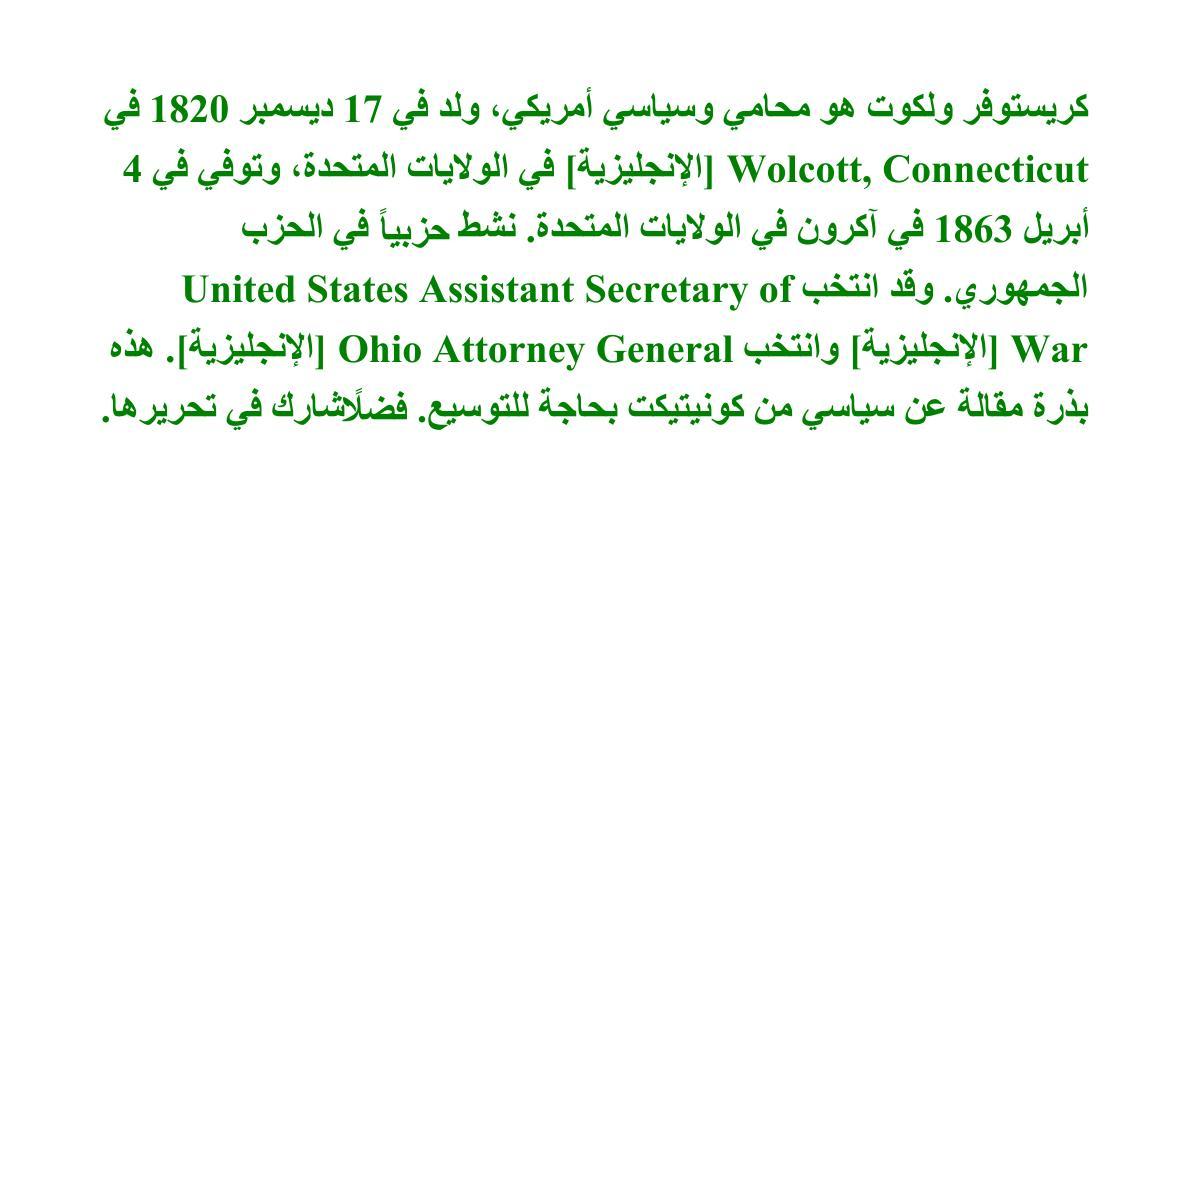 كريستوفر ولكوت هو محامي وسياسي أمريكي، ولد في 17 ديسمبر 1820 في
Wolcott, Connecticut [الإنجليزية] في الولايات المتحدة، وتوفي في 4
أبريل 1863 في آكرون في الولايات المتحدة. نشط حزبياً في الحزب
الجمهوري. وقد انتخب United States Assistant Secretary of
War [الإنجليزية] وانتخب Ohio Attorney General [الإنجليزية]. هذه
بذرة مقالة عن سياسي من كونيتيكت بحاجة للتوسيع. فضلًاشارك في تحريرها.